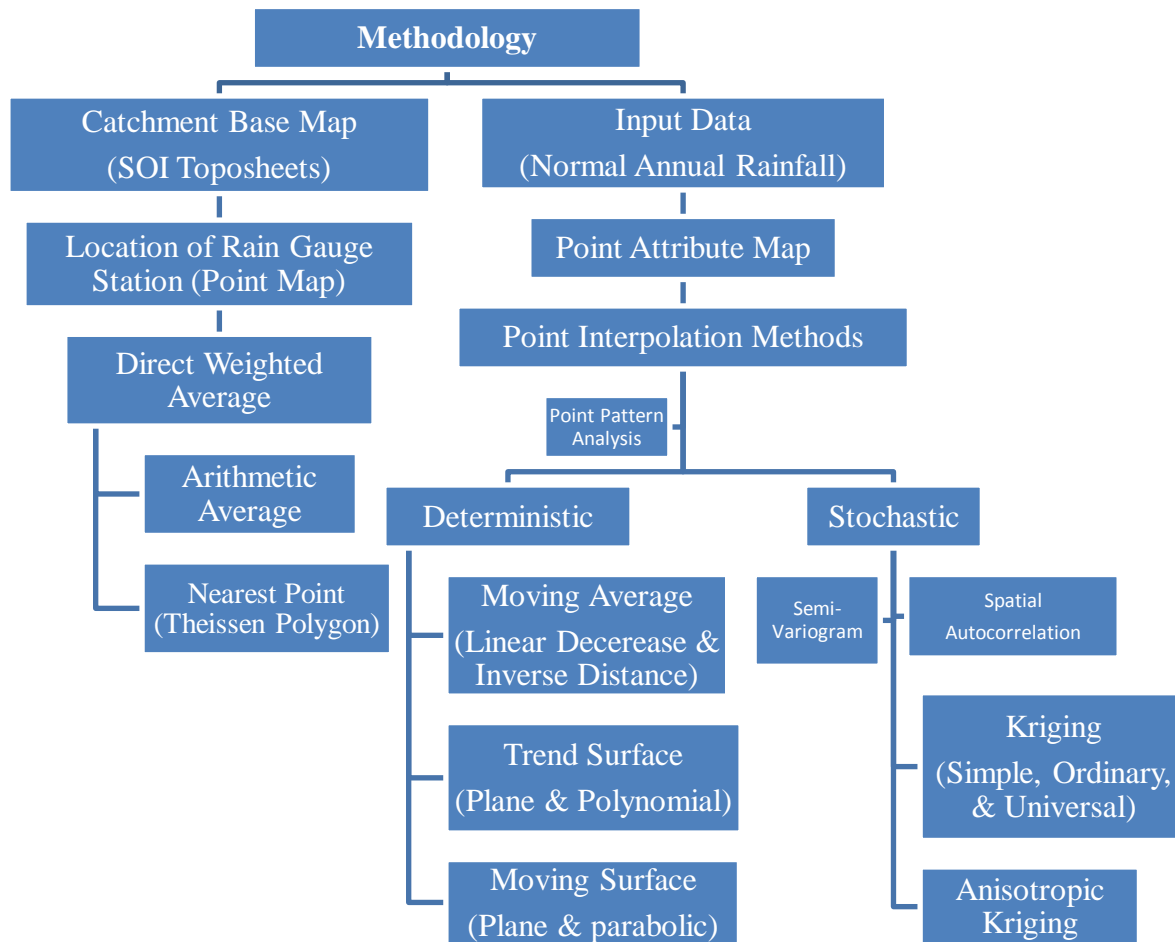 Methodology
Catchment Base Map
(SOI Toposheets)
Input Data
(Normal Annual Rainfall)
Location of Rain Gauge
Station (Point Map)
Point Attribute Map
Direct Weighted
Average
Point Interpolation Methods
Point Pattern
Analysis
Arithmetic
Average
Nearest Point
(Theissen Polygon)
Deterministic
Stochastic
Moving Average
(Linear Decerease &
Inverse Distance)
Trend Surface
(Plane & Polynomial)
Moving Surface
(Plane & parabolic)
Semi-
Variogram
Spatial
Autocorrelation
Kriging
(Simple, Ordinary,
& Universal)
Anisotropic
Kriging